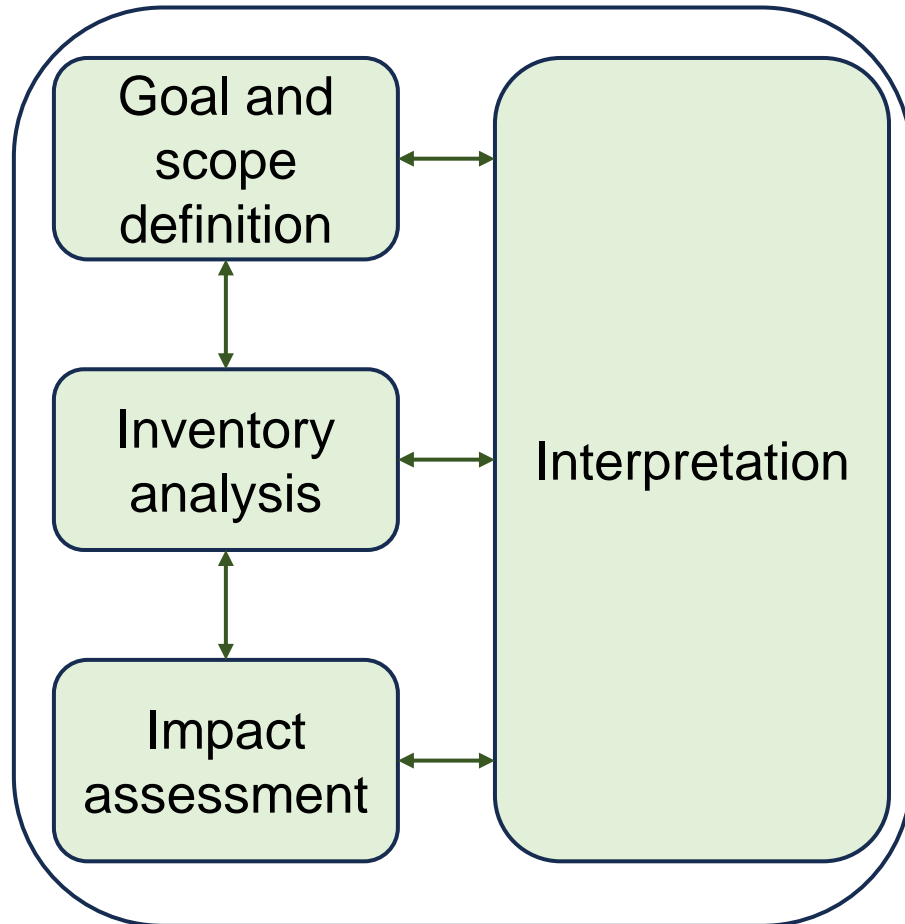 Goal and
scope
definition
Inventory
analysis
Interpretation
Impact
assessment